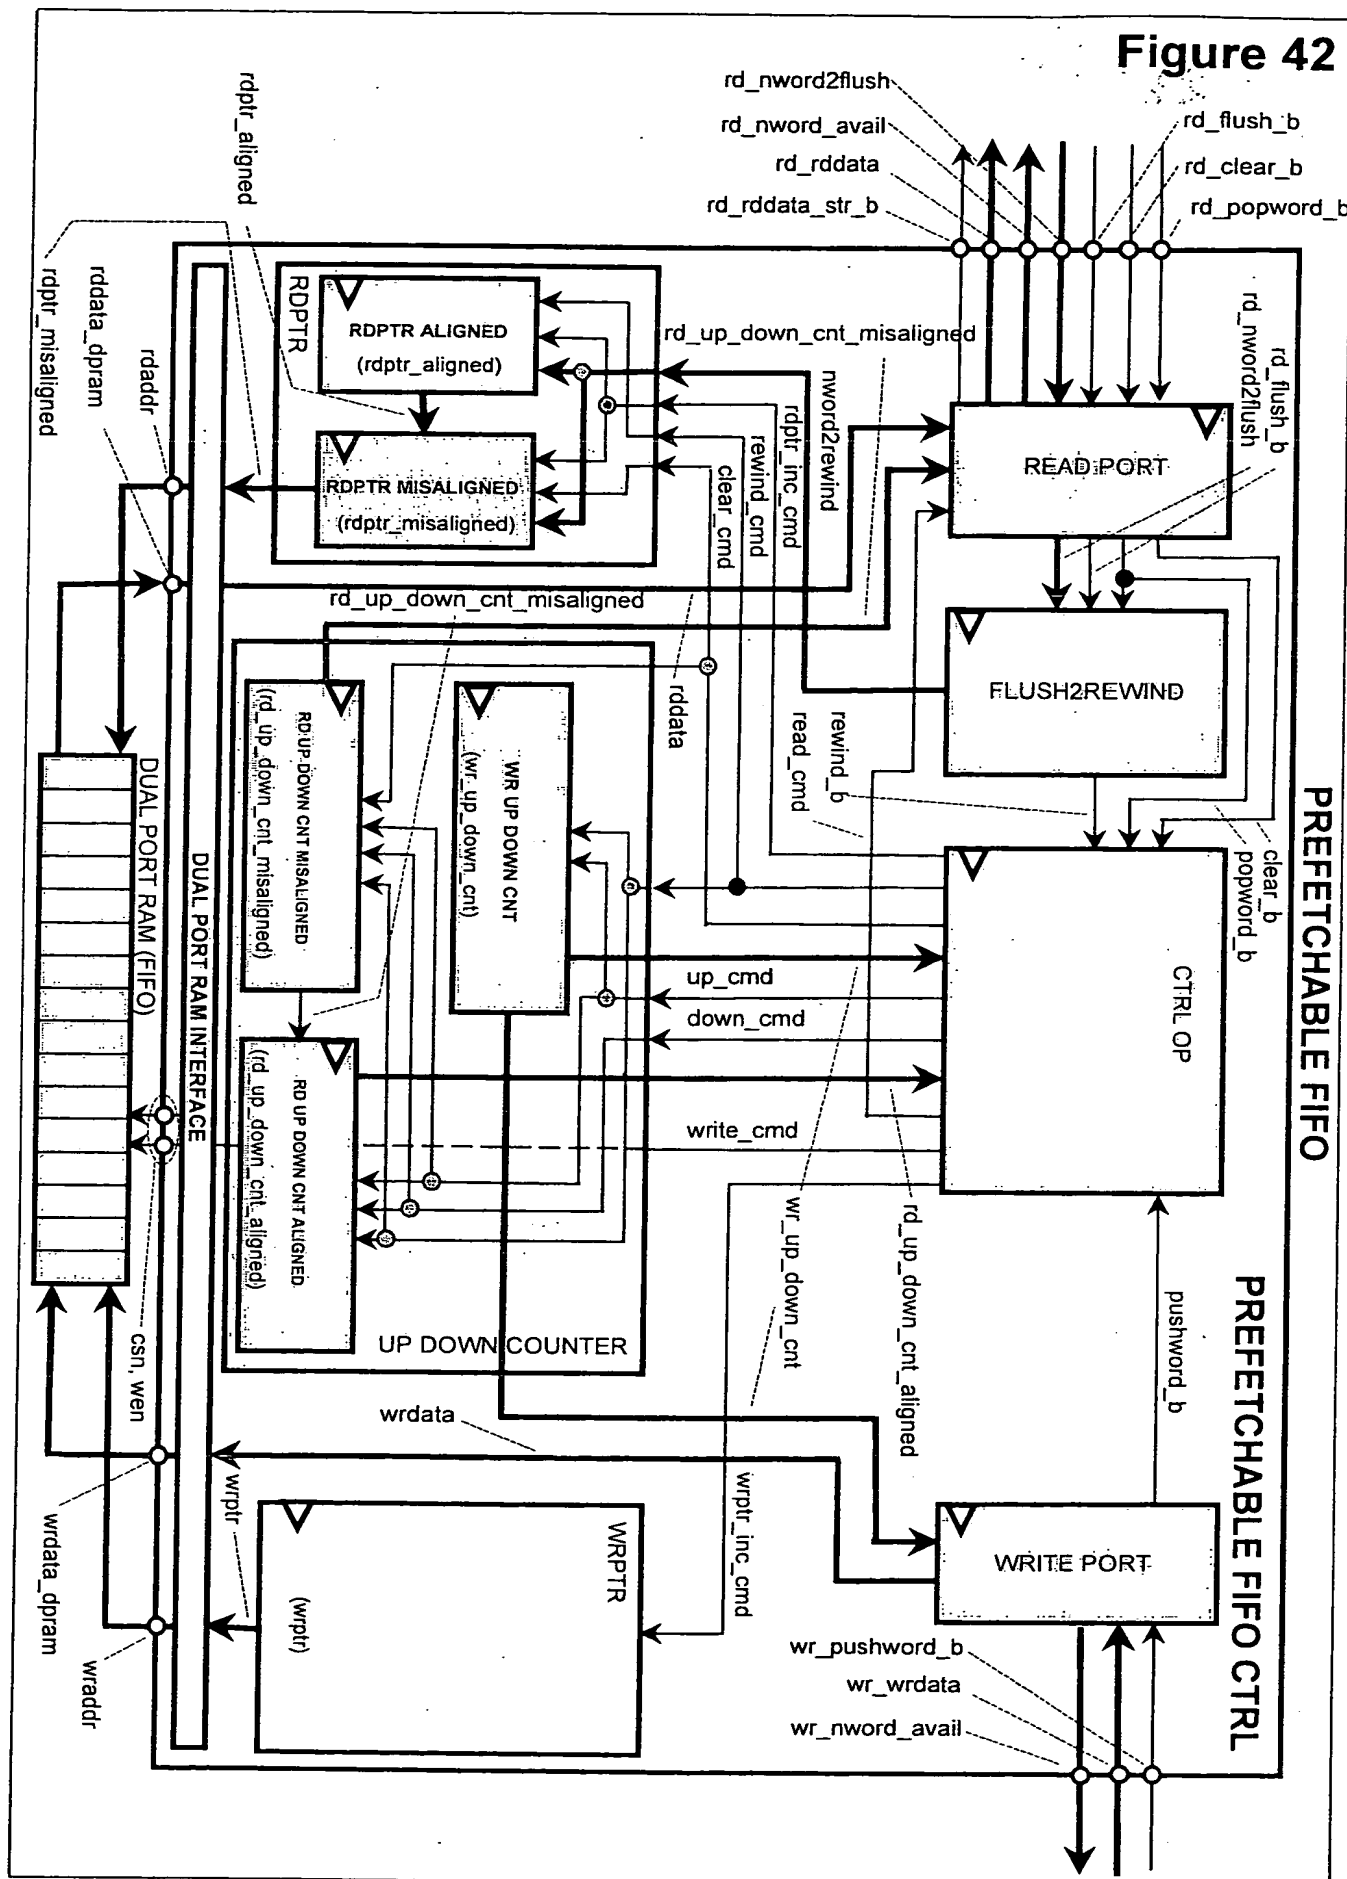 Figure 42
rd_nword2flush
rd_nword_avail
rd_rddata
rd_rddata_str_b
rd_flush_b
rd_clear_b
rd_popword_b
rdptr_aligned
rdptr_misaligned
rddata_dpram
rdaddr
RDPTR
RDPTR ALIGNED
(rdptr_aligned)
RDPTR MISALIGNED
(rdptr_misaligned)
rd_up_down_cnt_misaligned
nword2rewind
rdptr_inc_cmd
rewind_cmd
clear_cmd
READ PORT
rd_flush_b
rd_nword2flush
rd_up_down_cnt_misaligned
rddata
FLUSH2REWIND
rewind_b
read_cmd
clear_b
popword_b
PREFETCHABLE FIFO
DUAL PORT RAM (FIFO)
DUAL PORT RAM INTERFACE
RD UP DOWN CNT MISALIGNED
(rd_up_down_cnt_misaligned)
WR UP DOWN CNT
(wr_up_down_cnt)
CTRL OP
up_cmd
down_cmd
write_cmd
RD UP DOWN CNT ALIGNED
(rd_up_down_cnt_aligned)
UP DOWN COUNTER
wr_up_down_cnt
rd_up_down_cnt_aligned
pushword_b
PREFETCHABLE FIFO CTRL
csn, wen
wrdata
wrptr
wrdata_dpram
wraddr
WRPTR
(wrptr)
wrptr_inc_cmd
WRITE PORT
wr_pushword_b
wr_wrdata
wr_nword_avail